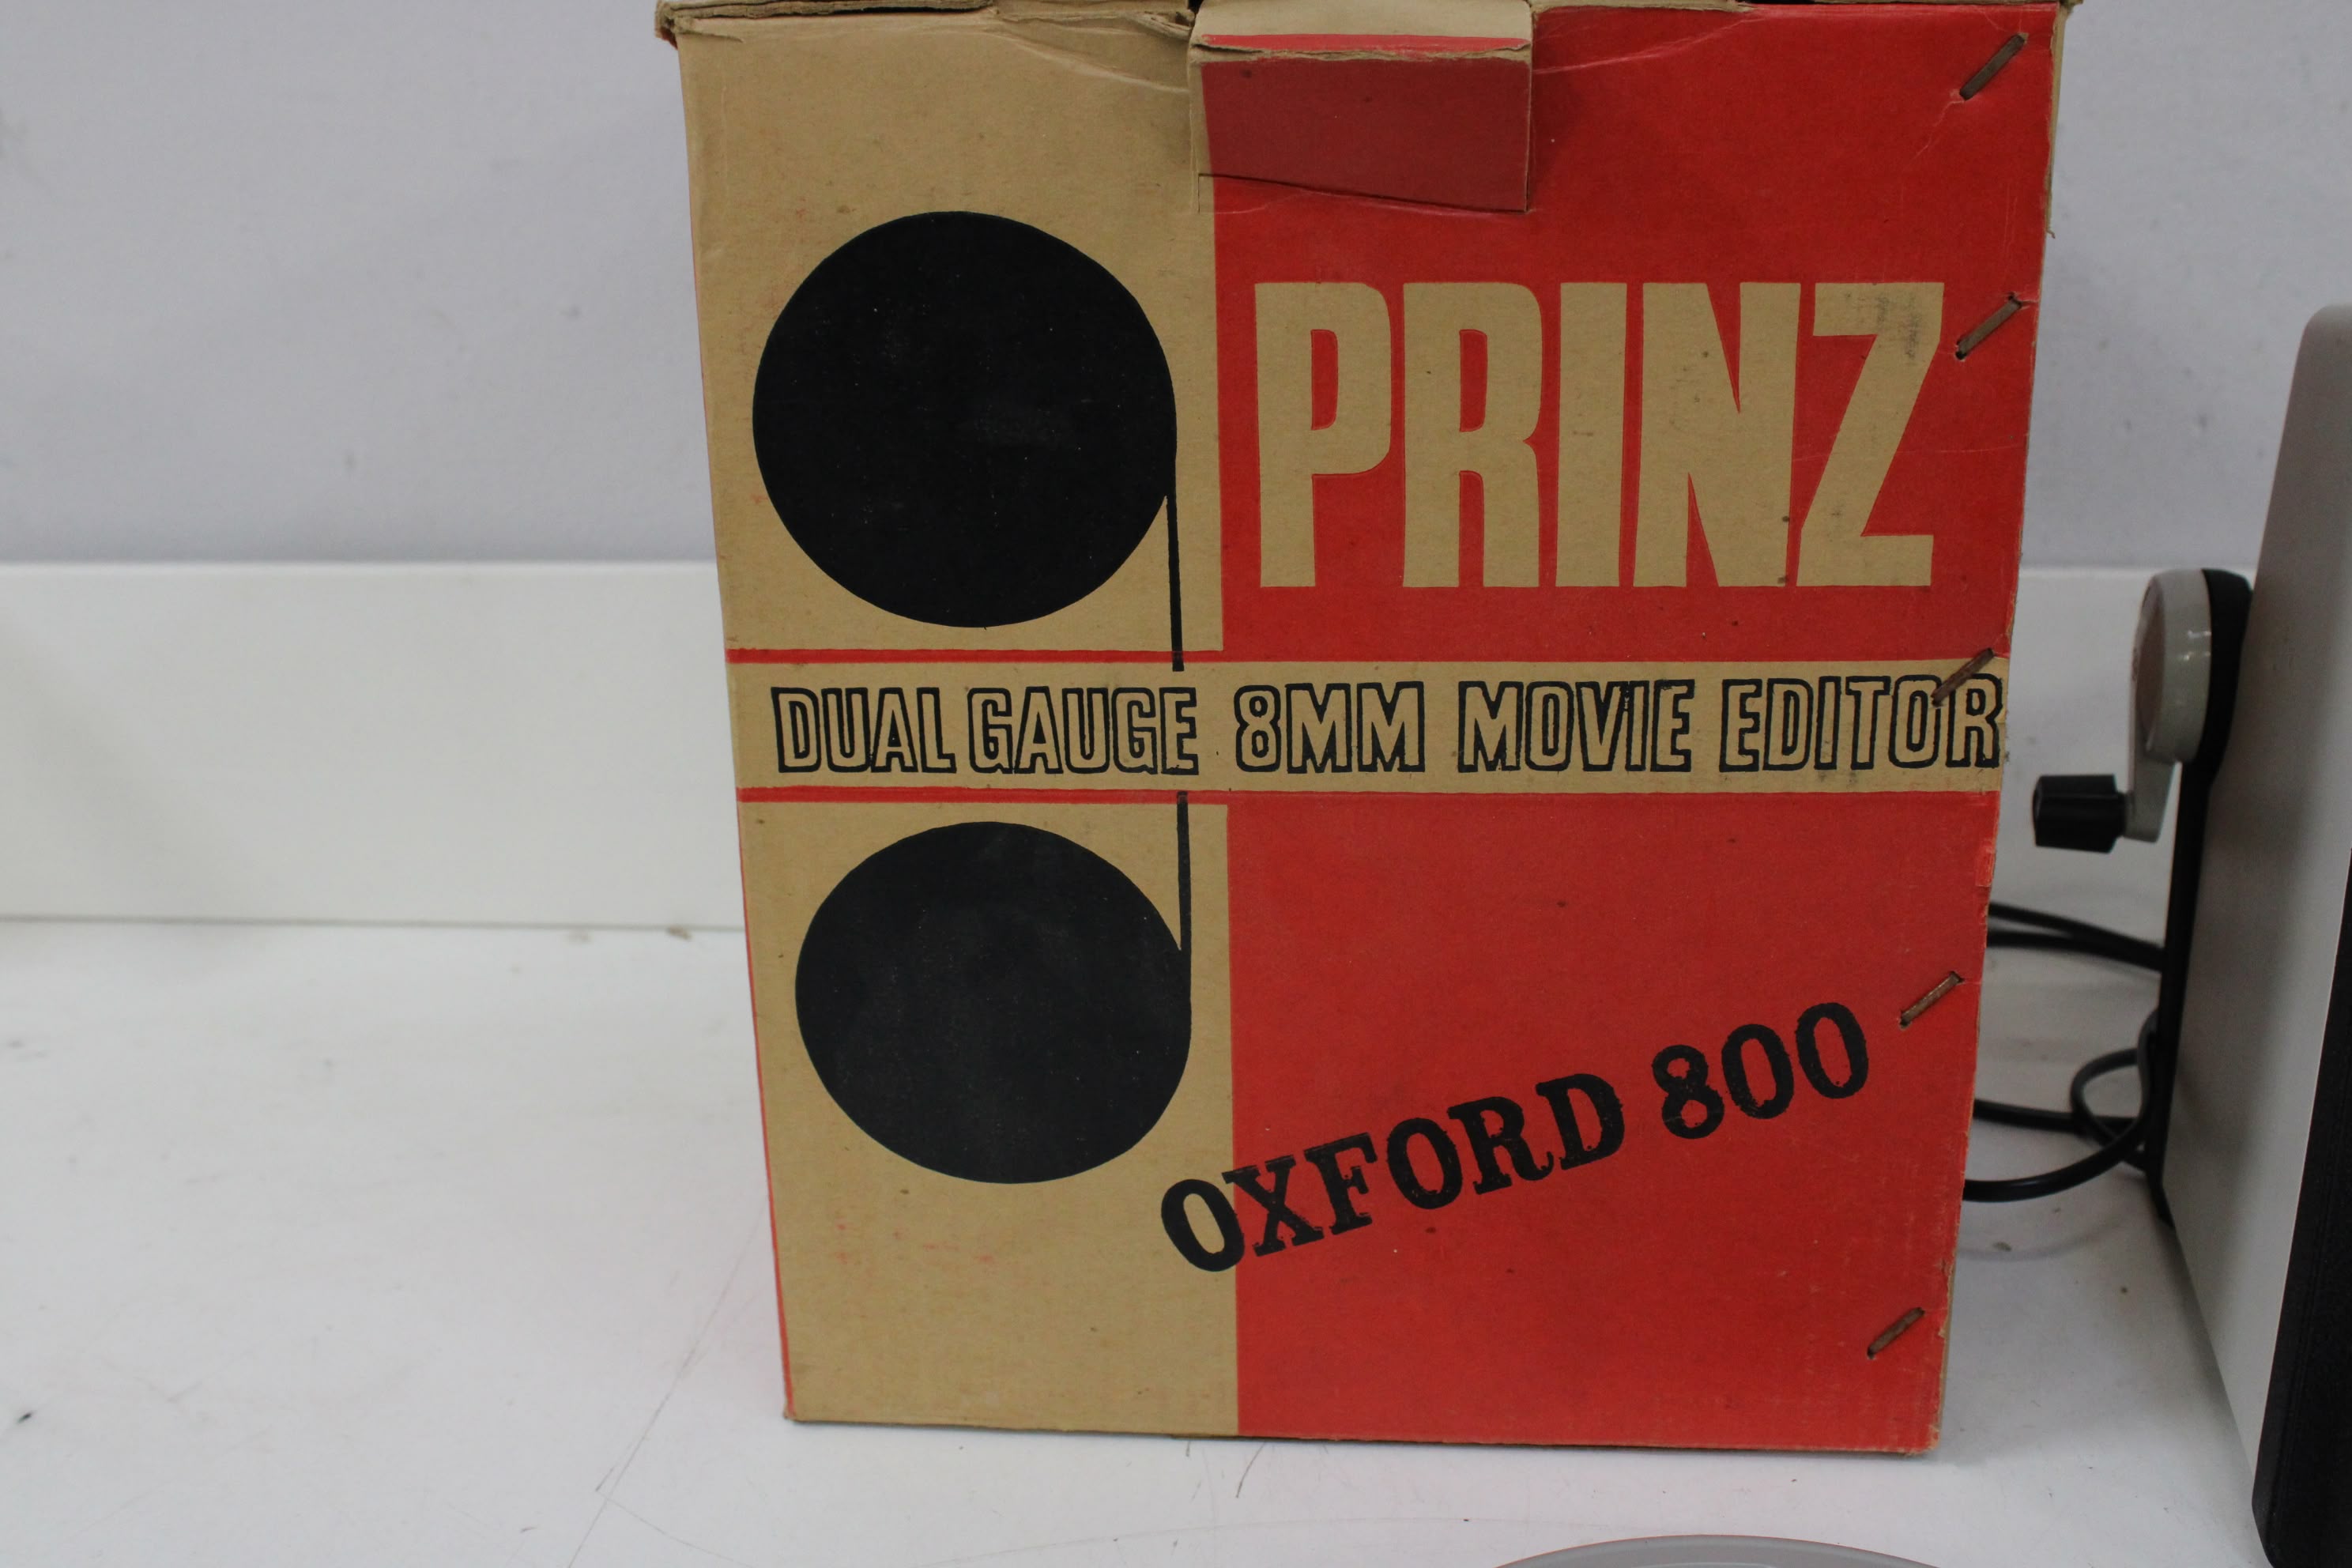 PRINZ
DUAL GAUGE 8MM MOVIE EDITOR
OXFORD 800